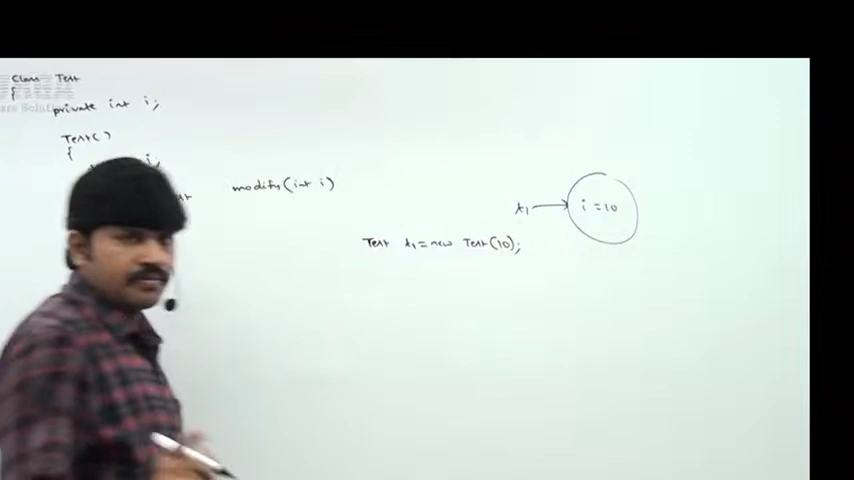 Class Test
{
private int i;
Test()
{
i;
modify(int i)
t1 → i = 10
Test t1 = new Test(10);